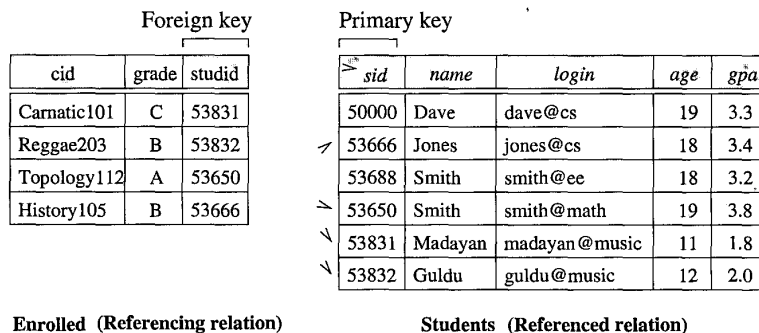 Foreign key
cid grade studid
Carnatic101 C 53831
Reggae203 B 53832
Topology112 A 53650
History105 B 53666
Enrolled (Referencing relation)
Primary key
sid name login age gpa
50000 Dave dave@cs 19 3.3
53666 Jones jones@cs 18 3.4
53688 Smith smith@ee 18 3.2
53650 Smith smith@math 19 3.8
53831 Madayan madayan@music 11 1.8
53832 Guldu guldu@music 12 2.0
Students (Referenced relation)